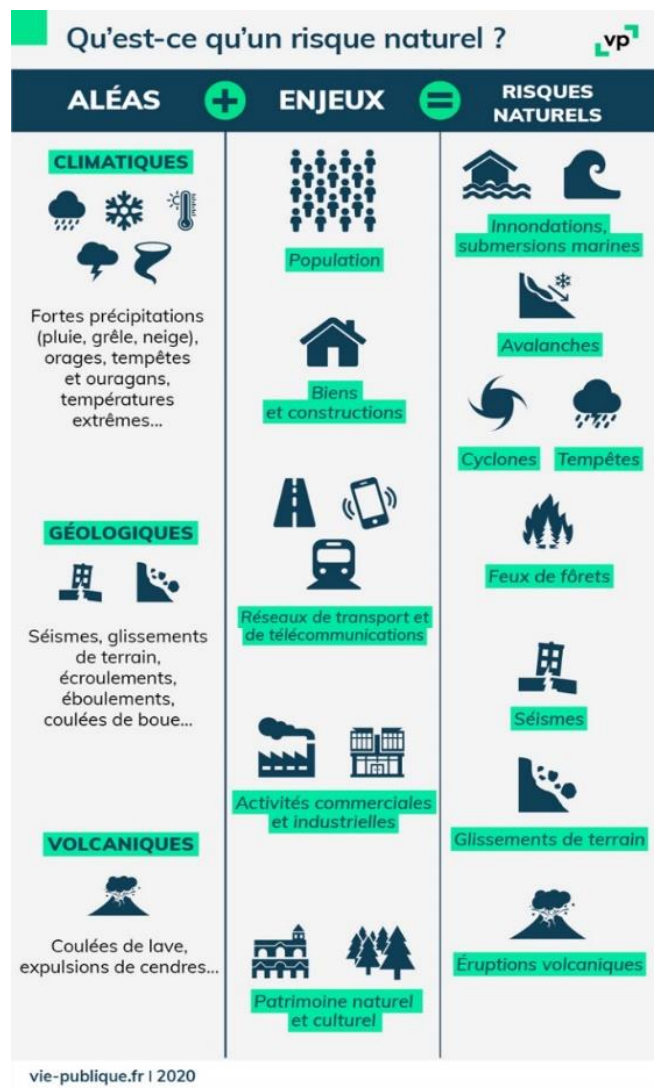 Qu'est-ce qu'un risque naturel ?
vp
ALÉAS
+
ENJEUX
=
RISQUES
NATURELS
CLIMATIQUES
Fortes précipitations
(pluie, grêle, neige),
orages, tempêtes
et ouragans,
températures
extrêmes...
GÉOLOGIQUES
Séismes, glissements
de terrain,
écroulements,
éboulements,
coulées de boue...
VOLCANIQUES
Coulées de lave,
expulsions de cendres...
Population
Biens
et constructions
Réseaux de transport et
de télécommunications
Activités commerciales
et industrielles
Patrimoine naturel
et culturel
Innondations,
submersions marines
Avalanches
Cyclones Tempêtes
Feux de fôrets
Séismes
Glissements de terrain
Éruptions volcaniques
vie-publique.fr I 2020